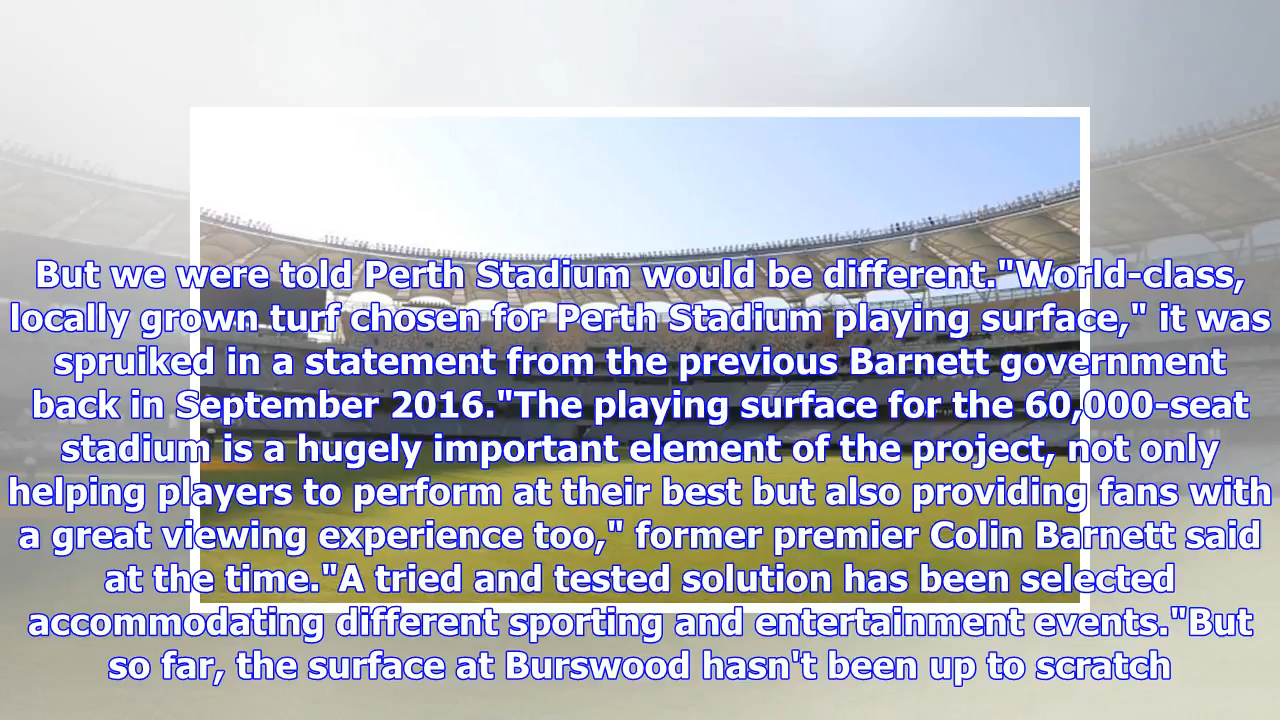 But we were told Perth Stadium would be different."World-class,
locally grown turf chosen for Perth Stadium playing surface," it was
spruiked in a statement from the previous Barnett government
back in September 2016."The playing surface for the 60,000-seat
stadium is a hugely important element of the project, not only
helping players to perform at their best but also providing fans with
a great viewing experience too," former premier Colin Barnett said
at the time."A tried and tested solution has been selected
accommodating different sporting and entertainment events."But
so far, the surface at Burswood hasn't been up to scratch